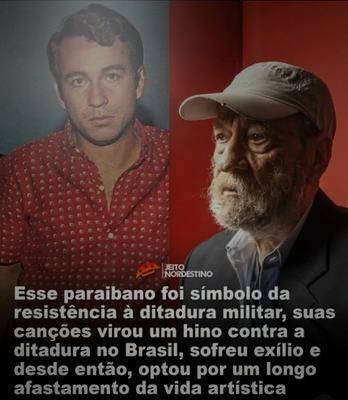 JEITO
NORDESTINO
Esse paraibano foi símbolo da
resistência à ditadura militar, suas
canções virou um hino contra a
ditadura no Brasil, sofreu exílio e
desde então, optou por um longo
afastamento da vida artística